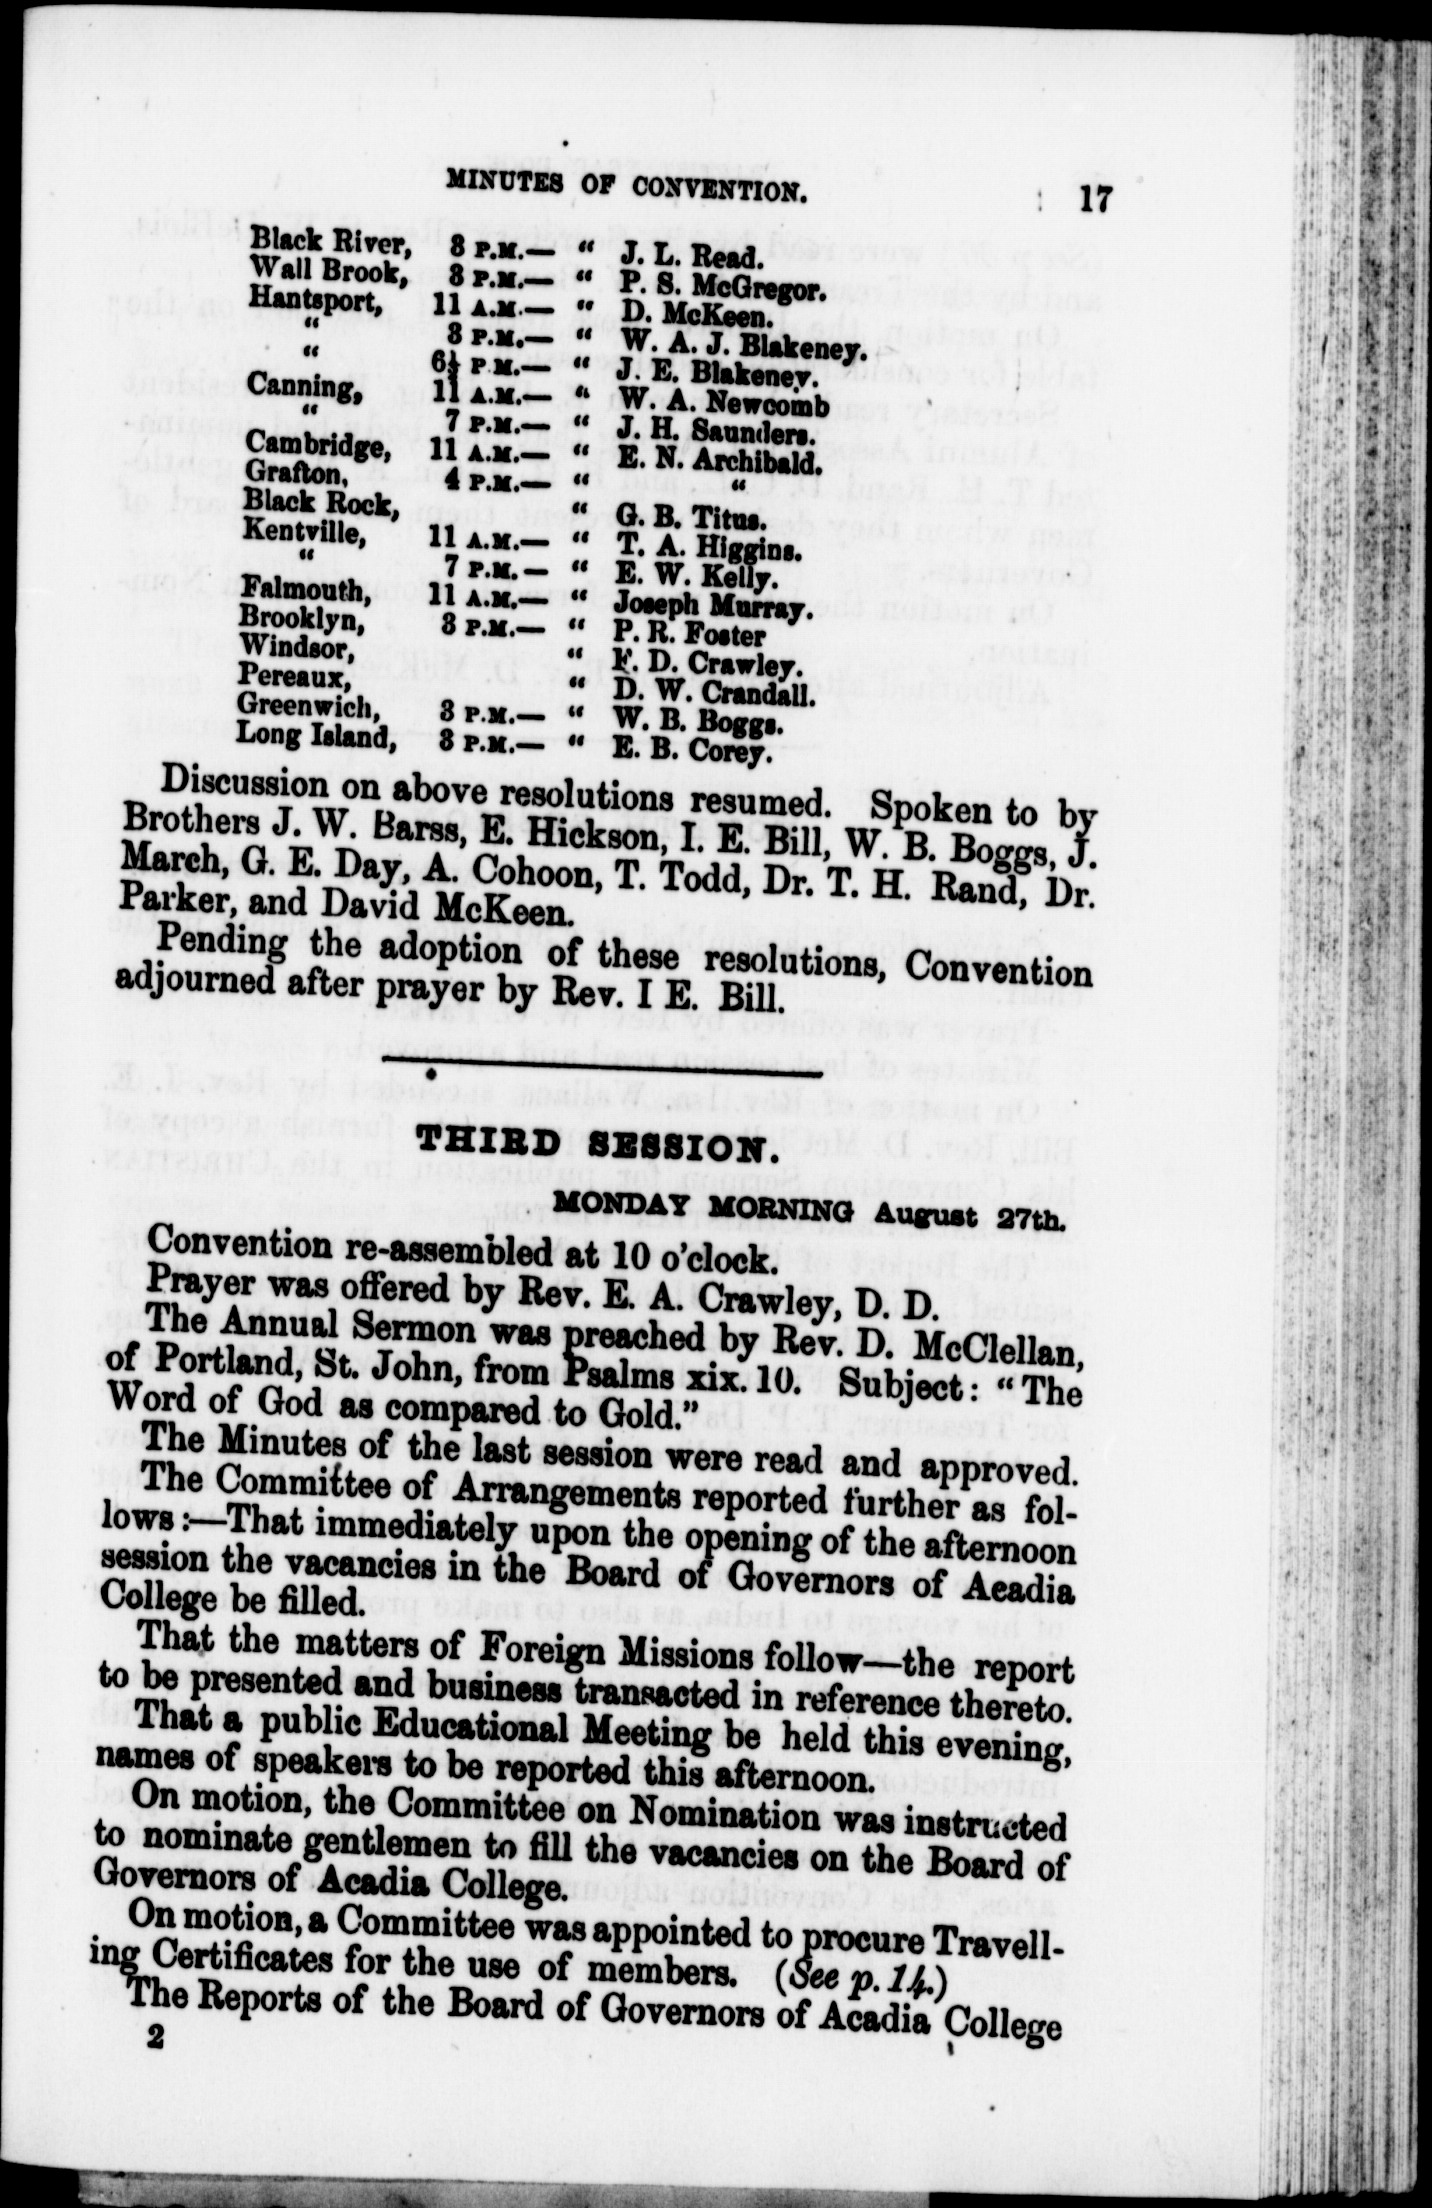 MINUTES OF CONVENTION. 17
Black River, 3 P.M.— “ J. L. Read.
Wall Brook, 3 P.M.— “ P. S. McGregor.
Hantsport, 11 A.M.— “ D. McKeen.
“ 3 P.M.— “ W. A. J. Blakeney.
“ 6½ P.M.— “ J. E. Blakeney.
Canning, 11 A.M.— “ W. A. Newcomb
“ 7 P.M.— “ J. H. Saunders.
Cambridge, 11 A.M.— “ E. N. Archibald.
Grafton, 4 P.M.— “ “
Black Rock, “ G. B. Titus.
Kentville, 11 A.M.— “ T. A. Higgins.
“ 7 P.M.— “ E. W. Kelly.
Falmouth, 11 A.M.— “ Joseph Murray.
Brooklyn, 3 P.M.— “ P. R. Foster
Windsor, “ F. D. Crawley.
Pereaux, “ D. W. Crandall.
Greenwich, 3 P.M.— “ W. B. Boggs.
Long Island, 3 P.M.— “ E. B. Corey.
Discussion on above resolutions resumed. Spoken to by
Brothers J. W. Barss, E. Hickson, I. E. Bill, W. B. Boggs, J.
March, G. E. Day, A. Cohoon, T. Todd, Dr. T. H. Rand, Dr.
Parker, and David McKeen.
Pending the adoption of these resolutions, Convention
adjourned after prayer by Rev. I E. Bill.
THIRD SESSION.
MONDAY MORNING August 27th.
Convention re-assembled at 10 o’clock.
Prayer was offered by Rev. E. A. Crawley, D. D.
The Annual Sermon was preached by Rev. D. McClellan,
of Portland, St. John, from Psalms xix. 10. Subject: “The
Word of God as compared to Gold.”
The Minutes of the last session were read and approved.
The Committee of Arrangements reported further as fol-
lows:—That immediately upon the opening of the afternoon
session the vacancies in the Board of Governors of Acadia
College be filled.
That the matters of Foreign Missions follow—the report
to be presented and business transacted in reference thereto.
That a public Educational Meeting be held this evening,
names of speakers to be reported this afternoon.
On motion, the Committee on Nomination was instructed
to nominate gentlemen to fill the vacancies on the Board of
Governors of Acadia College.
On motion, a Committee was appointed to procure Travell-
ing Certificates for the use of members. (See p. 14.)
The Reports of the Board of Governors of Acadia College
2